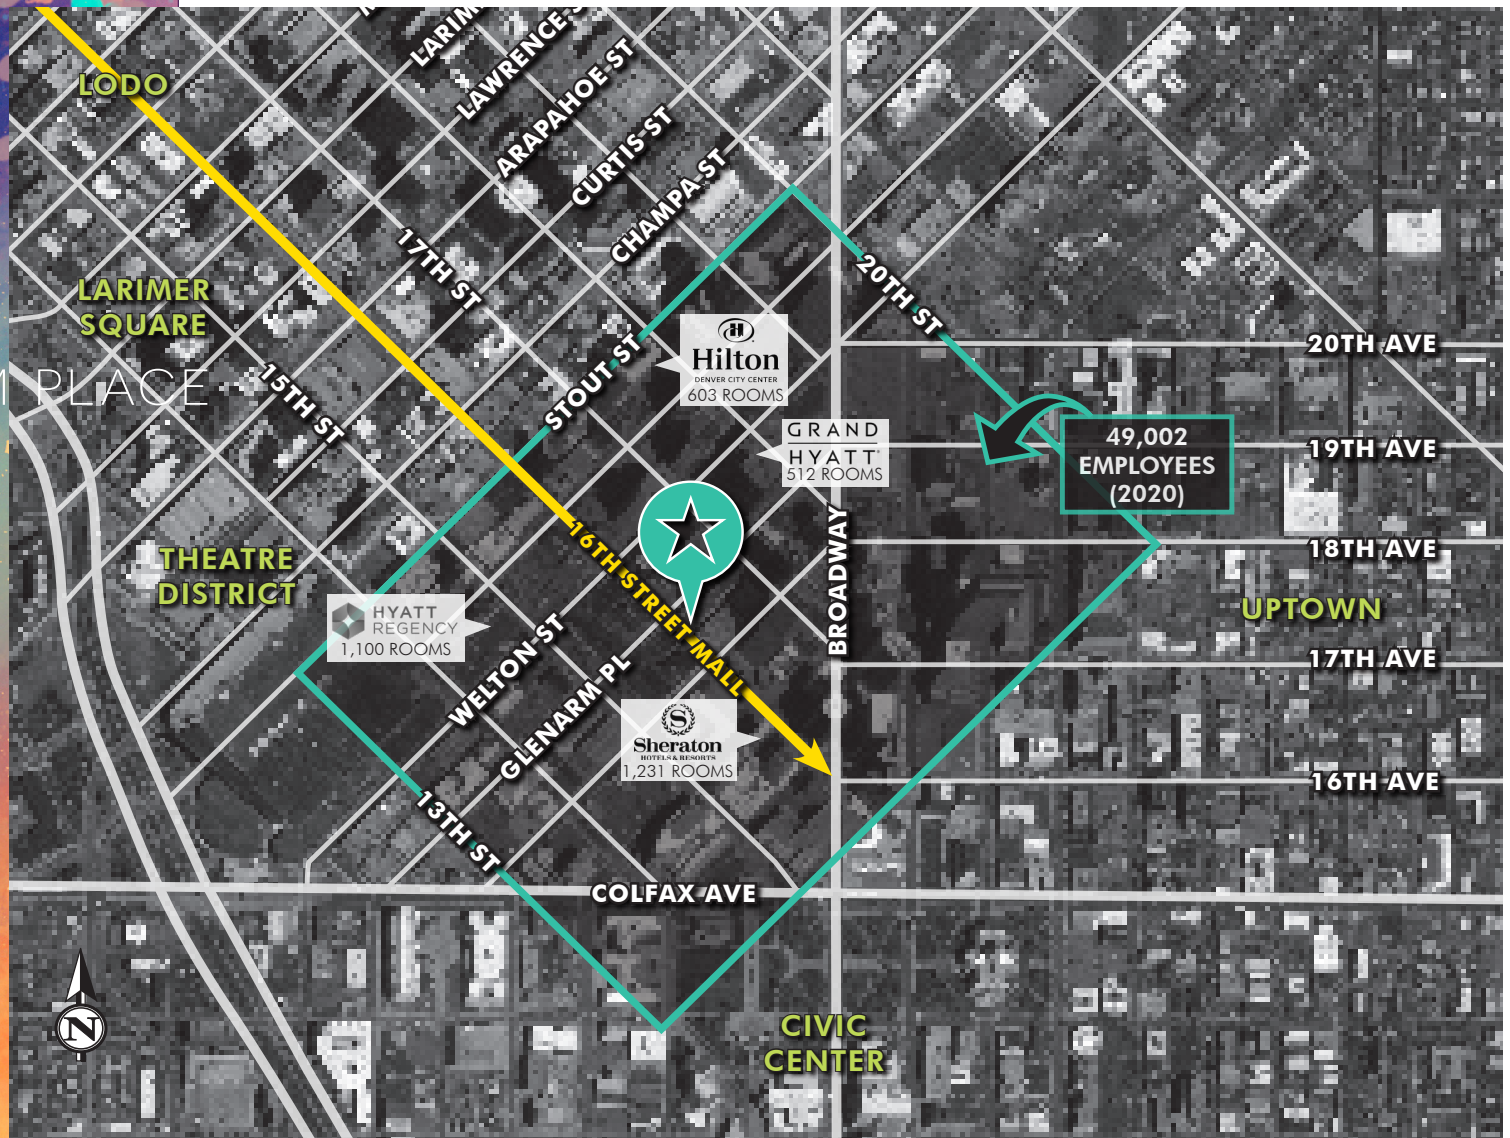 LARIM
LAWRENCE S
ARAPAHOE ST
CURTIS ST
CHAMPA ST
LODO
17TH ST
20TH ST
LARIMER
SQUARE
PLACE
15TH ST
STOUT ST
Hilton
DENVER CITY CENTER
603 ROOMS
20TH AVE
GRAND
HYATT
512 ROOMS
49,002
EMPLOYEES
(2020)
19TH AVE
16TH STREET MALL
BROADWAY
18TH AVE
THEATRE
DISTRICT
HYATT
REGENCY
1,100 ROOMS
UPTOWN
17TH AVE
WELTON ST
GLENARM PL
S
Sheraton
HOTELS & RESORTS
1,231 ROOMS
16TH AVE
13TH ST
COLFAX AVE
N
CIVIC
CENTER